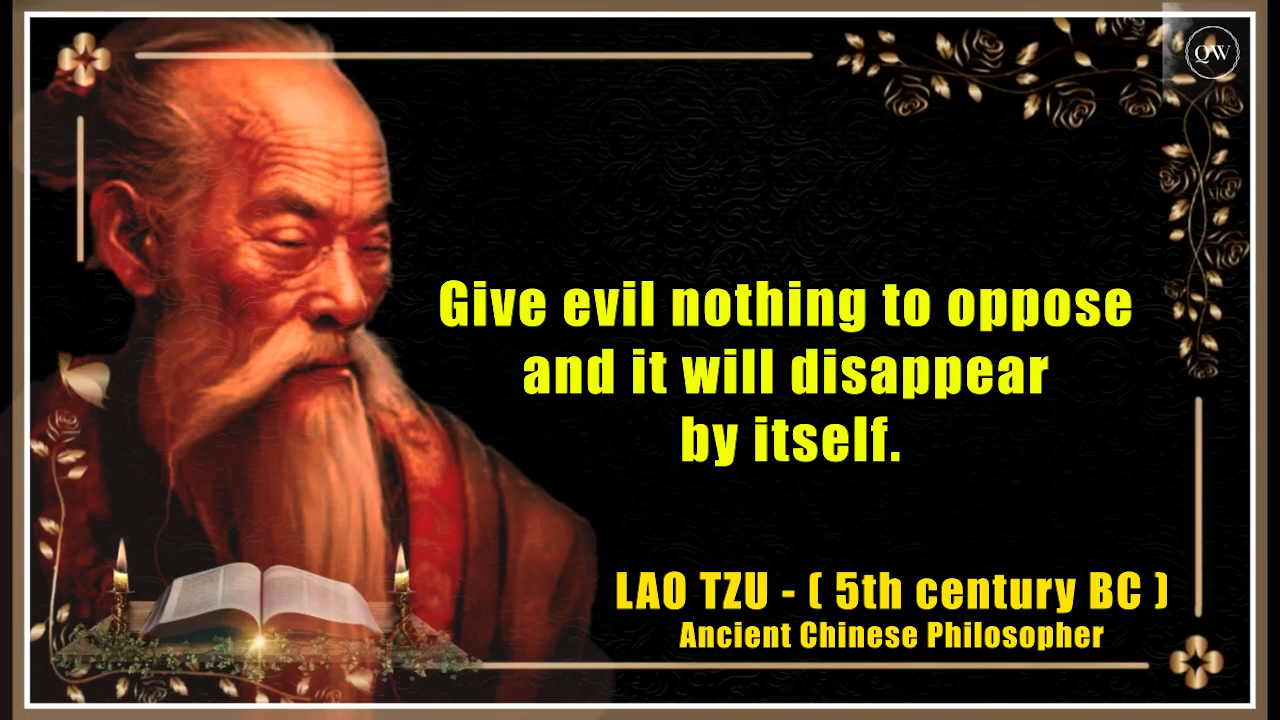 QW
Give evil nothing to oppose
and it will disappear
by itself.
LAO TZU - ( 5th century BC )
Ancient Chinese Philosopher